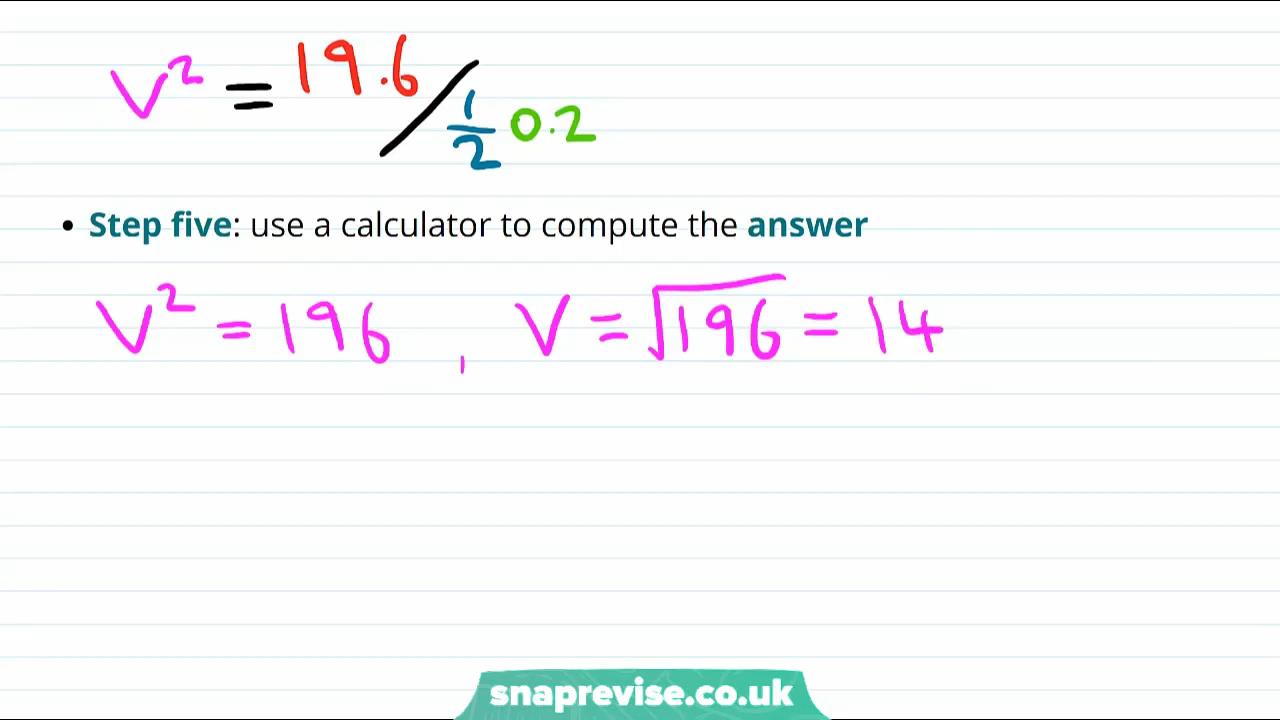 V² = 19.6 / ½ 0.2
• Step five: use a calculator to compute the answer
V² = 196 , V = √196 = 14
snaprevise.co.uk